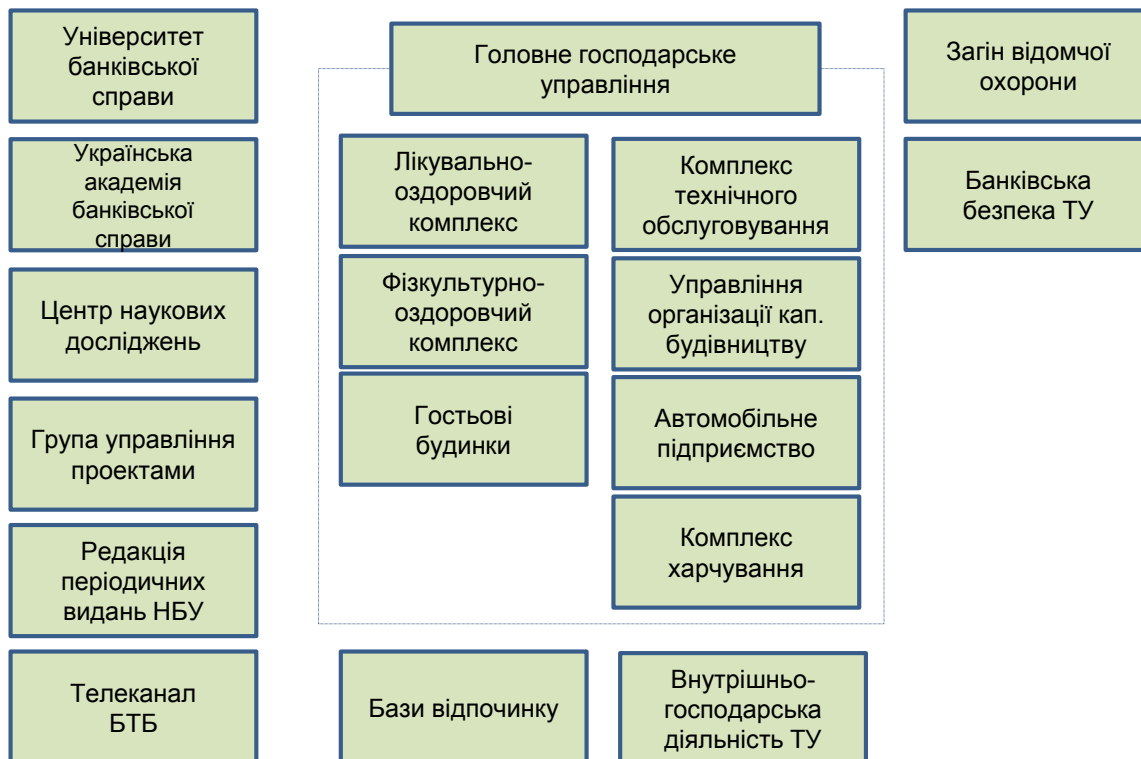 Університет
банківської
справи
Українська
академія
банківської
справи
Центр наукових
досліджень
Група управління
проектами
Редакція
періодичних
видань НБУ
Телеканал
БТБ
Головне господарське
управління
Лікувально-
оздоровчий
комплекс
Фізкультурно-
оздоровчий
комплекс
Гостьові
будинки
Комплекс
технічного
обслуговування
Управління
організації кап.
будівництву
Автомобільне
підприємство
Комплекс
харчування
Бази відпочинку
Внутрішньо-
господарська
діяльність ТУ
Загін відомчої
охорони
Банківська
безпека ТУ